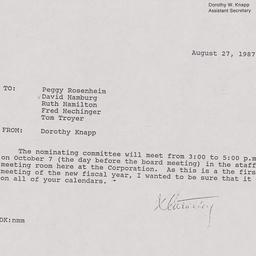 Dorothy W. Knapp
Assistant Secretary
August 27, 1987
TO: Peggy Rosenheim
David Hamburg
Ruth Hamilton
Fred Hechinger
Tom Troyer
FROM: Dorothy Knapp
The nominating committee will meet from 3:00 to 5:00 p.m
on October 7 (the day before the board meeting) in the staff
meeting room here at the Corporation. As this is a the firs
meeting of the new fiscal year, I wanted to be sure that it
on all of your calendars.
DK:nmm